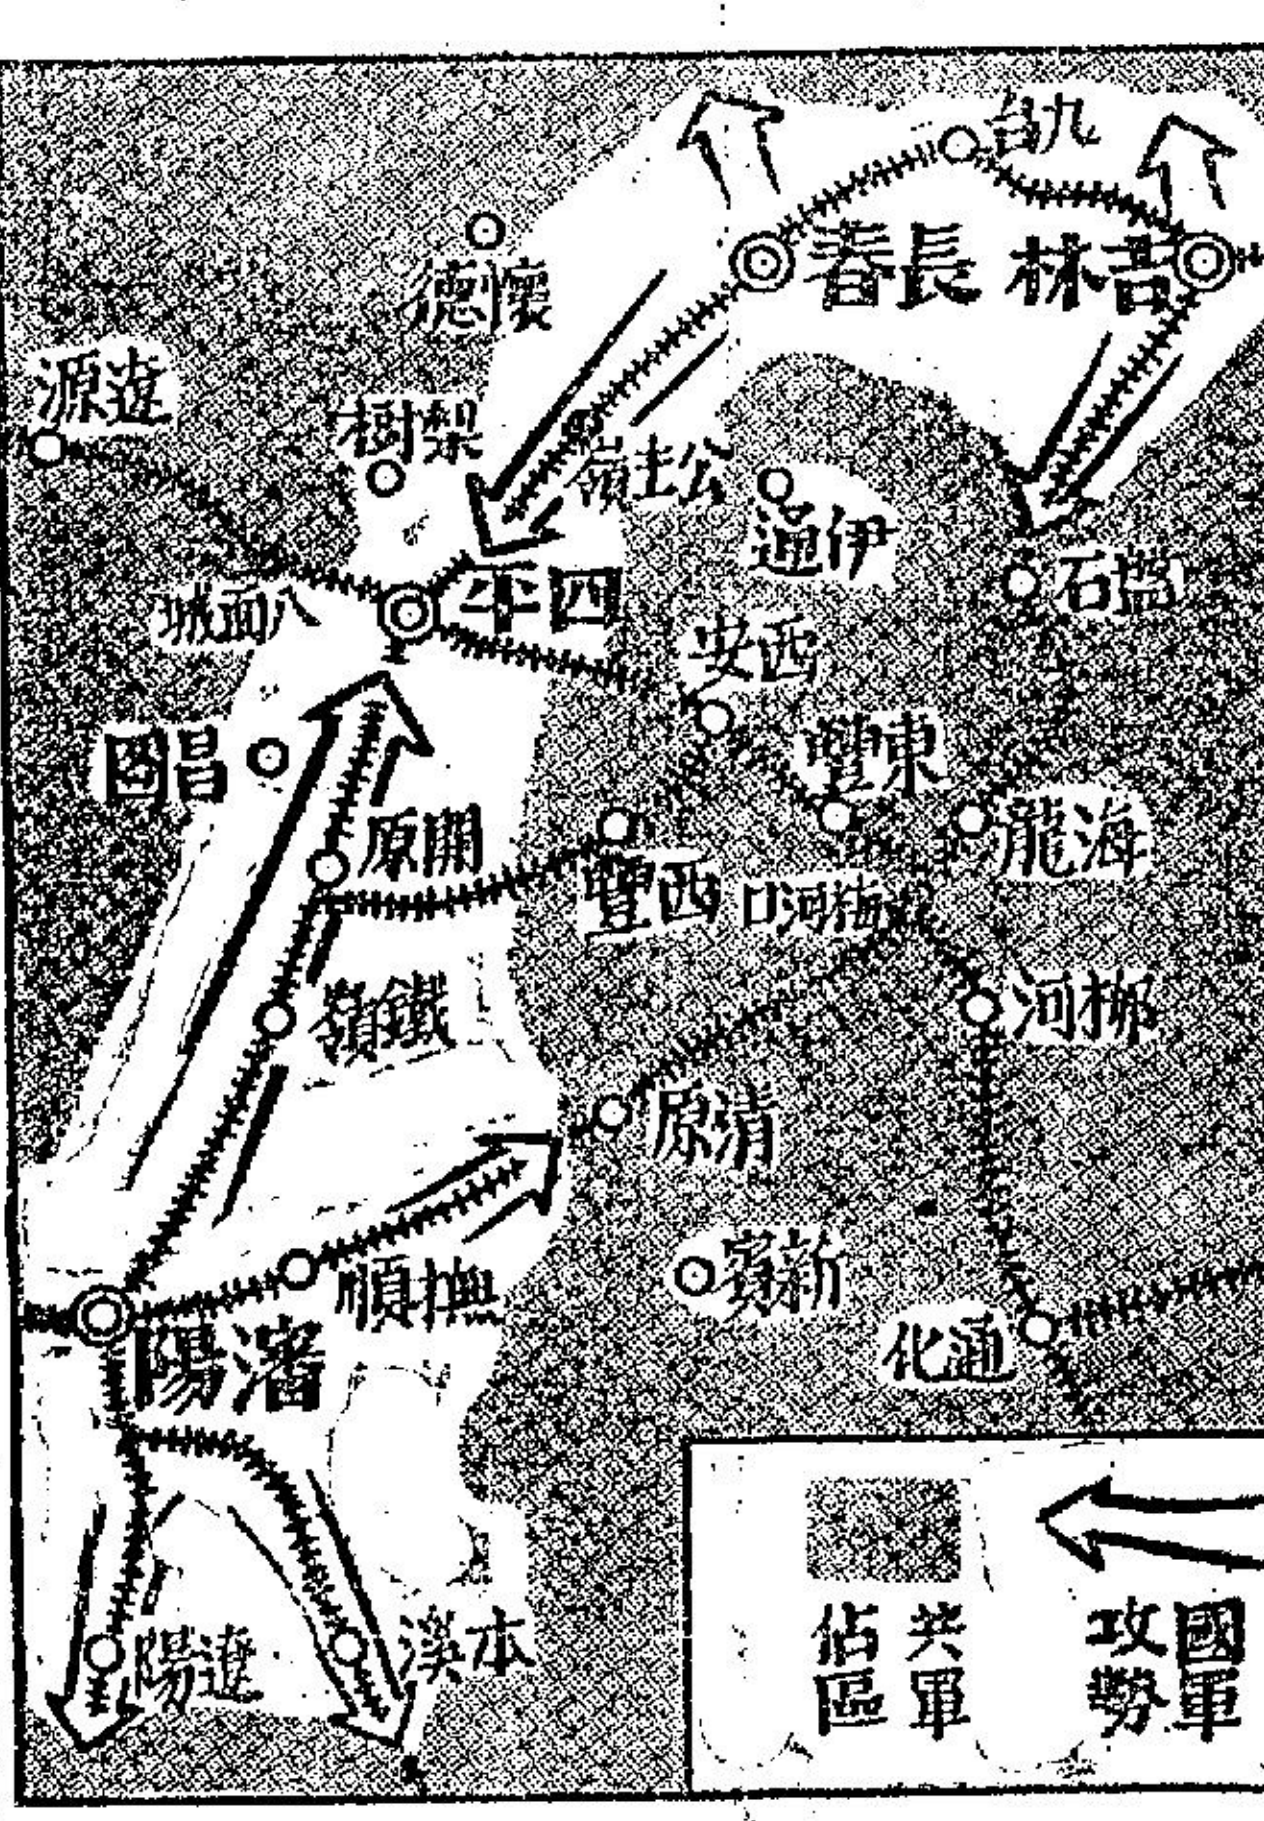 九台
吉林
長春
懷德
遼源
梨樹
公主嶺
伊通
磐石
四平
八面城
西安
昌圖
東豐
海龍
開原
西豐
梅河口
鐵嶺
柳河
清原
新賓
撫順
瀋陽
通化
遼陽
本溪
國軍
攻勢
共軍
佔區